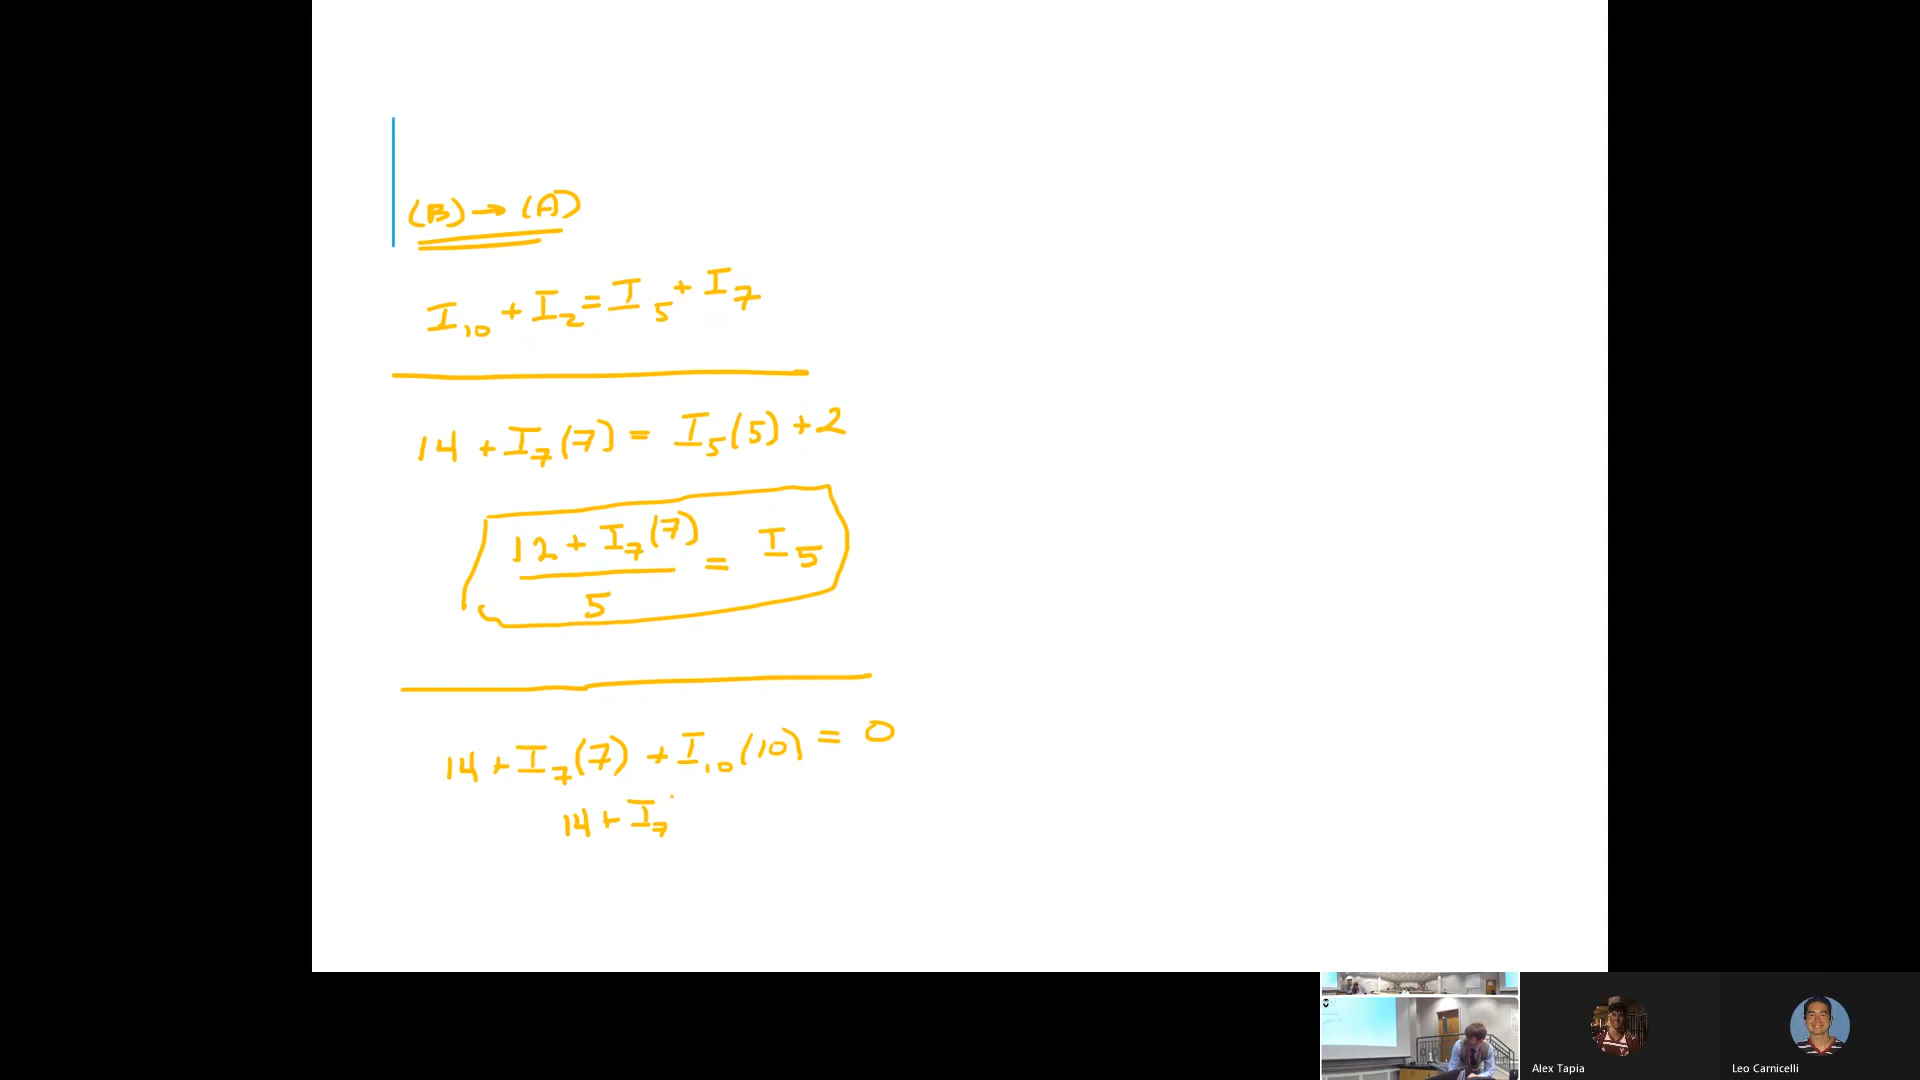 (B) → (A)
I₁₀ + I₂ = I₅ + I₇
14 + I₇(7) = I₅(5) + 2
12 + I₇(7)
= I₅
5
14 + I₇(7) + I₁₀(10) = 0
14 + I₇
Alex Tapia
Leo Carnicelli